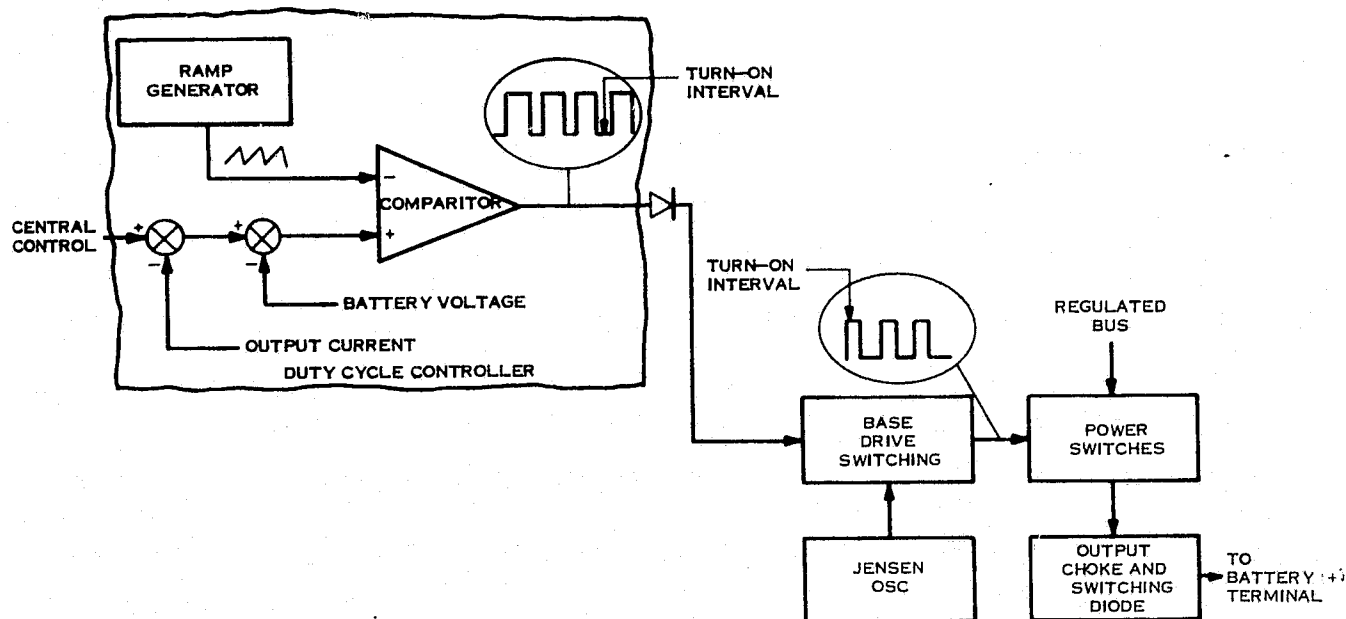 RAMP
GENERATOR
TURN-ON
INTERVAL
-
COMPARITOR
+
CENTRAL
CONTROL
+
-
+
-
BATTERY VOLTAGE
OUTPUT CURRENT
DUTY CYCLE CONTROLLER
TURN-ON
INTERVAL
REGULATED
BUS
BASE
DRIVE
SWITCHING
POWER
SWITCHES
JENSEN
OSC
OUTPUT
CHOKE AND
SWITCHING
DIODE
TO
BATTERY (+)
TERMINAL